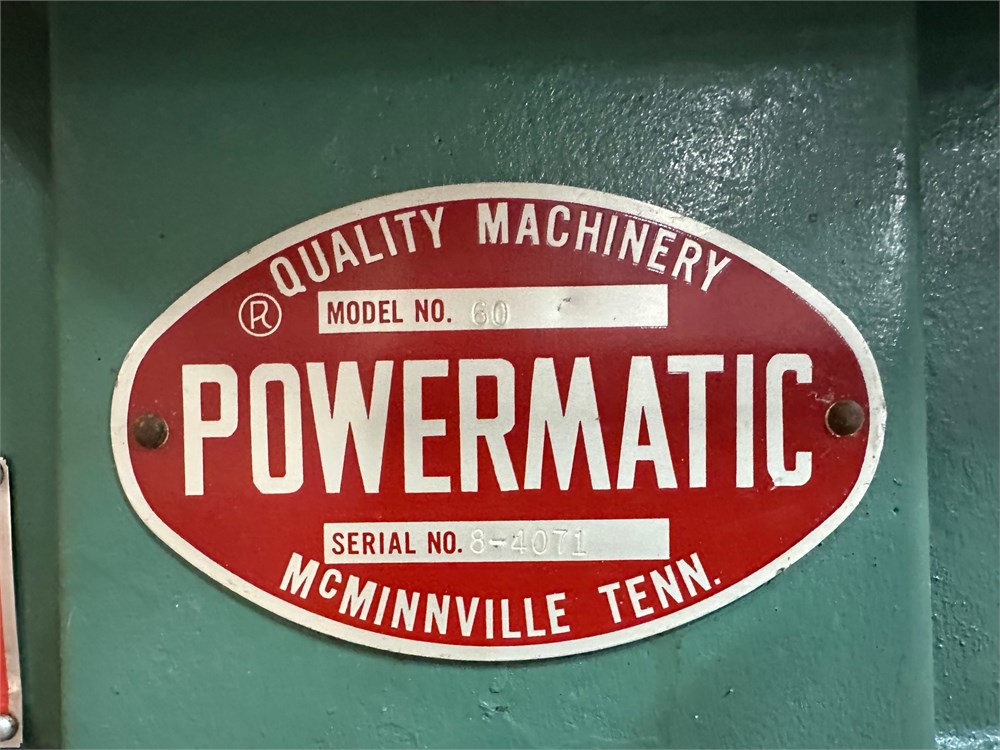 QUALITY MACHINERY
®
MODEL NO. 60
POWERMATIC
SERIAL NO. 8-4071
McMINNVILLE TENN.